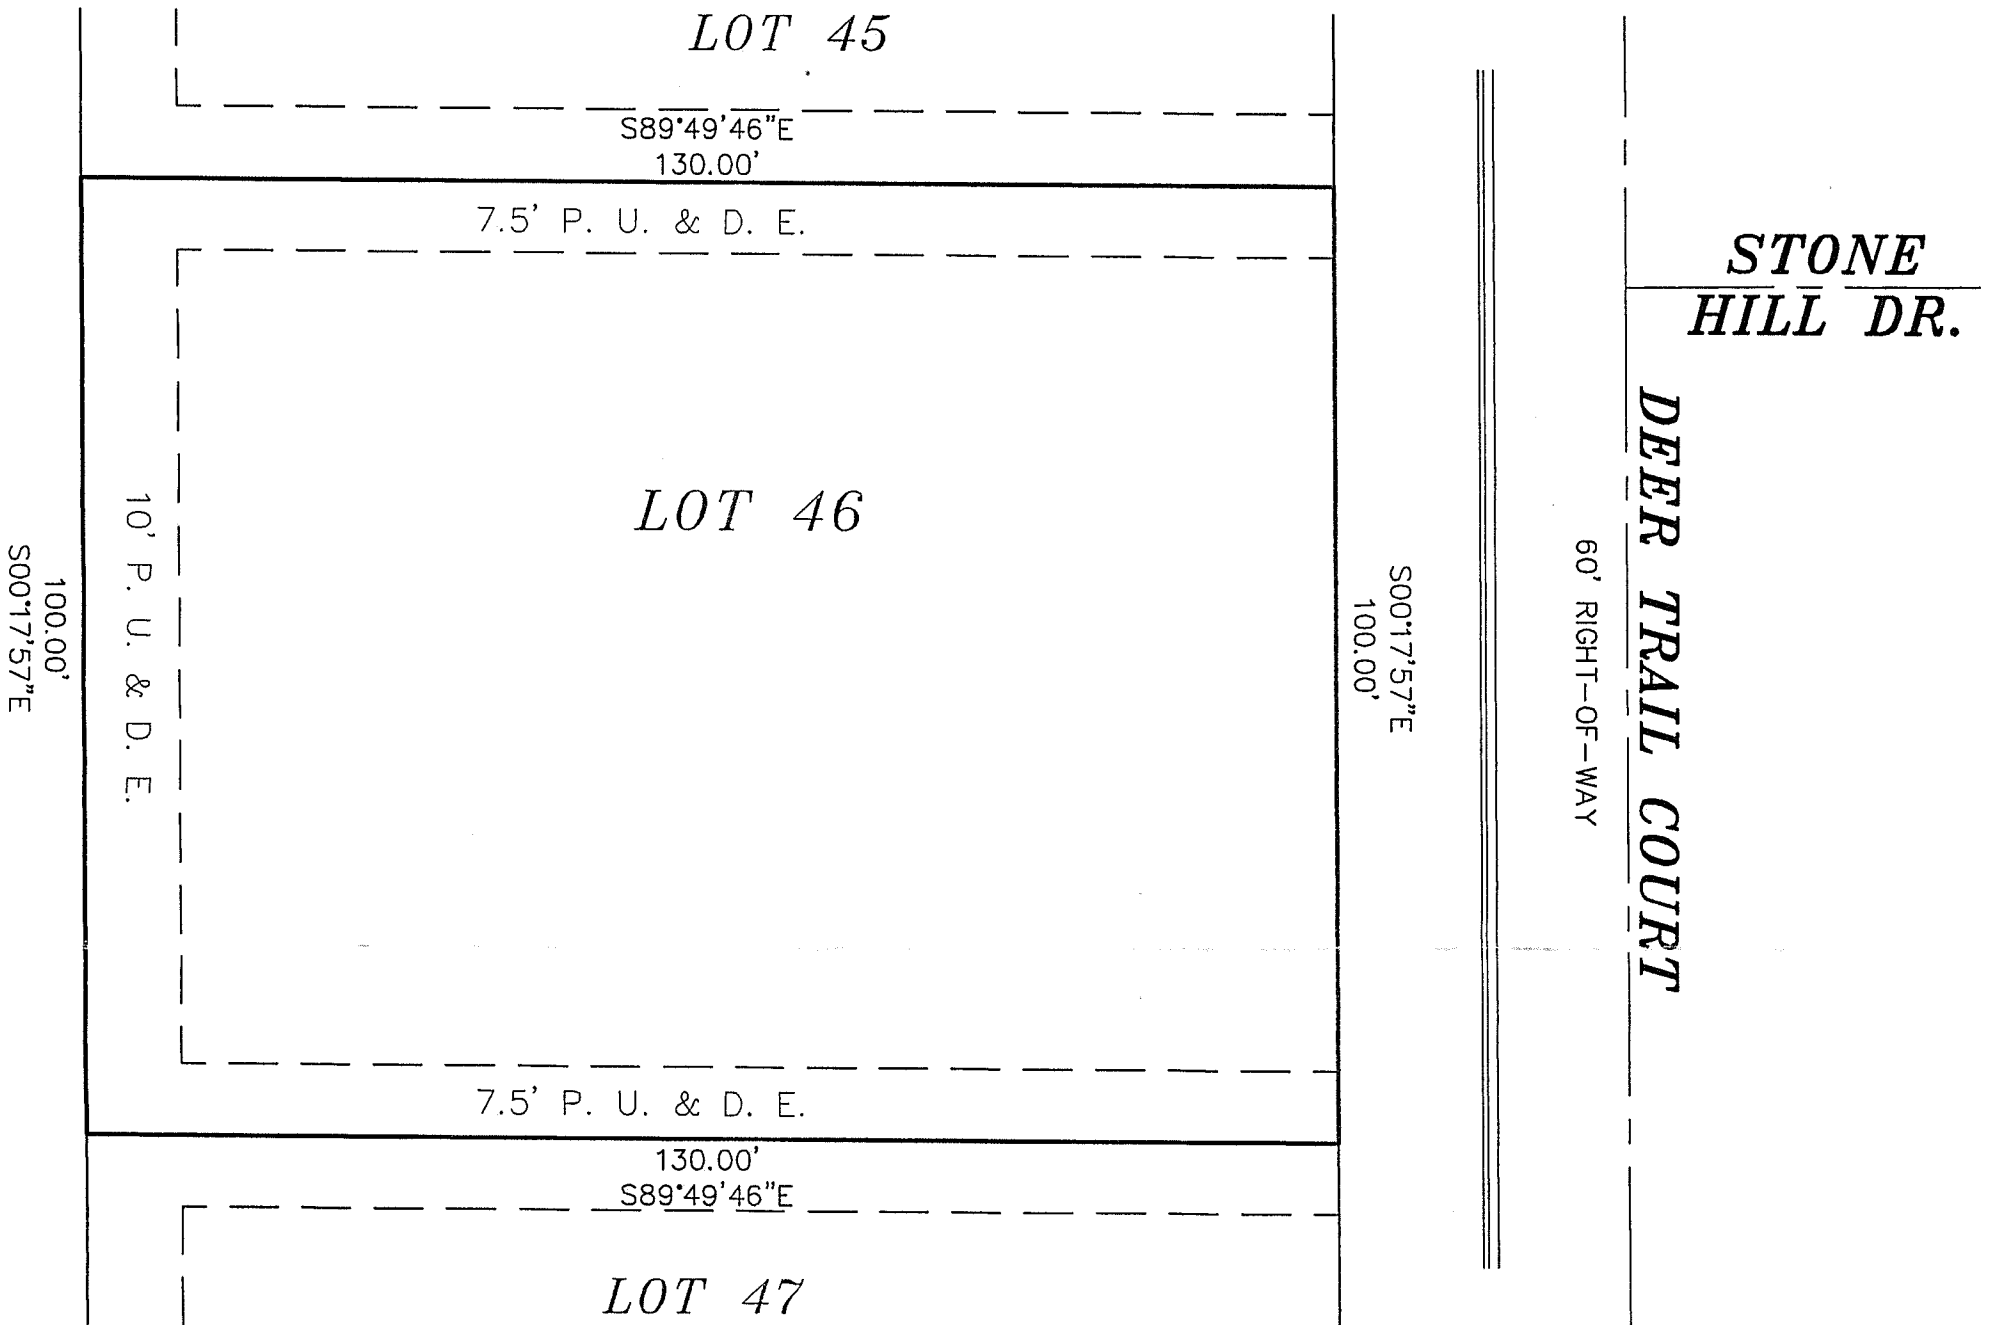 LOT 45
S89°49'46"E
130.00'
7.5' P. U. & D. E.
STONE
HILL DR.
LOT 46
10' P. U. & D. E.
100.00'
S00°17'57"E
S00°17'57"E
100.00'
60' RIGHT-OF-WAY
DEER TRAIL COURT
7.5' P. U. & D. E.
130.00'
S89°49'46"E
LOT 47